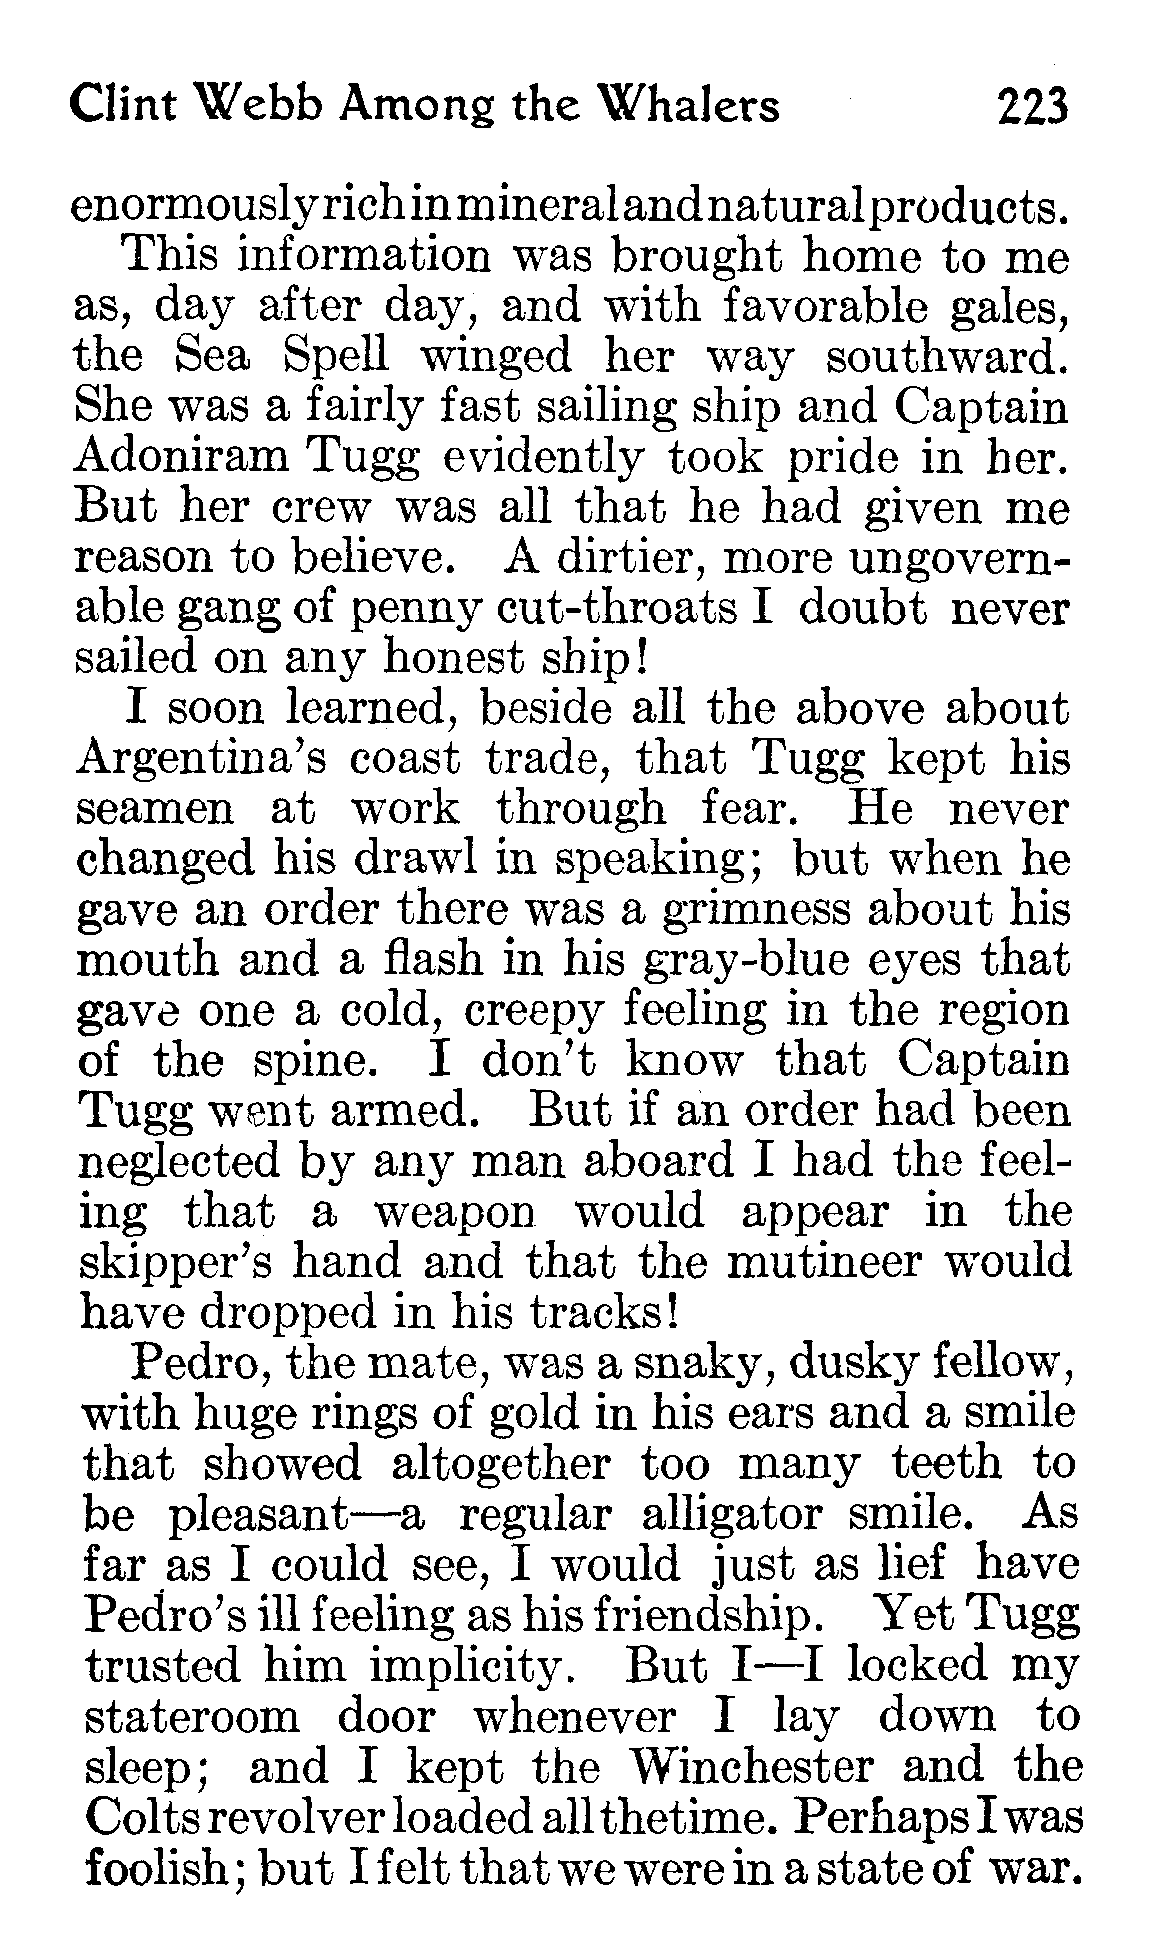 Clint Webb Among the Whalers 223
enormously rich in mineral and natural products.
This information was brought home to me
as, day after day, and with favorable gales,
the Sea Spell winged her way southward.
She was a fairly fast sailing ship and Captain
Adoniram Tugg evidently took pride in her.
But her crew was all that he had given me
reason to believe. A dirtier, more ungovern-
able gang of penny cut-throats I doubt never
sailed on any honest ship!
I soon learned, beside all the above about
Argentina's coast trade, that Tugg kept his
seamen at work through fear. He never
changed his drawl in speaking; but when he
gave an order there was a grimness about his
mouth and a flash in his gray-blue eyes that
gave one a cold, creepy feeling in the region
of the spine. I don't know that Captain
Tugg went armed. But if an order had been
neglected by any man aboard I had the feel-
ing that a weapon would appear in the
skipper's hand and that the mutineer would
have dropped in his tracks!
Pedro, the mate, was a snaky, dusky fellow,
with huge rings of gold in his ears and a smile
that showed altogether too many teeth to
be pleasant—a regular alligator smile. As
far as I could see, I would just as lief have
Pedro's ill feeling as his friendship. Yet Tugg
trusted him implicity. But I—I locked my
stateroom door whenever I lay down to
sleep; and I kept the Winchester and the
Colts revolver loaded all the time. Perhaps I was
foolish; but I felt that we were in a state of war.